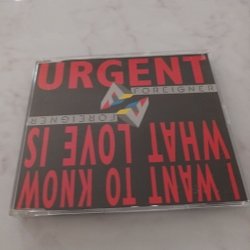 URGENT
FOREIGNER
I WANT TO KNOW
WHAT LOVE IS
FOREIGNER